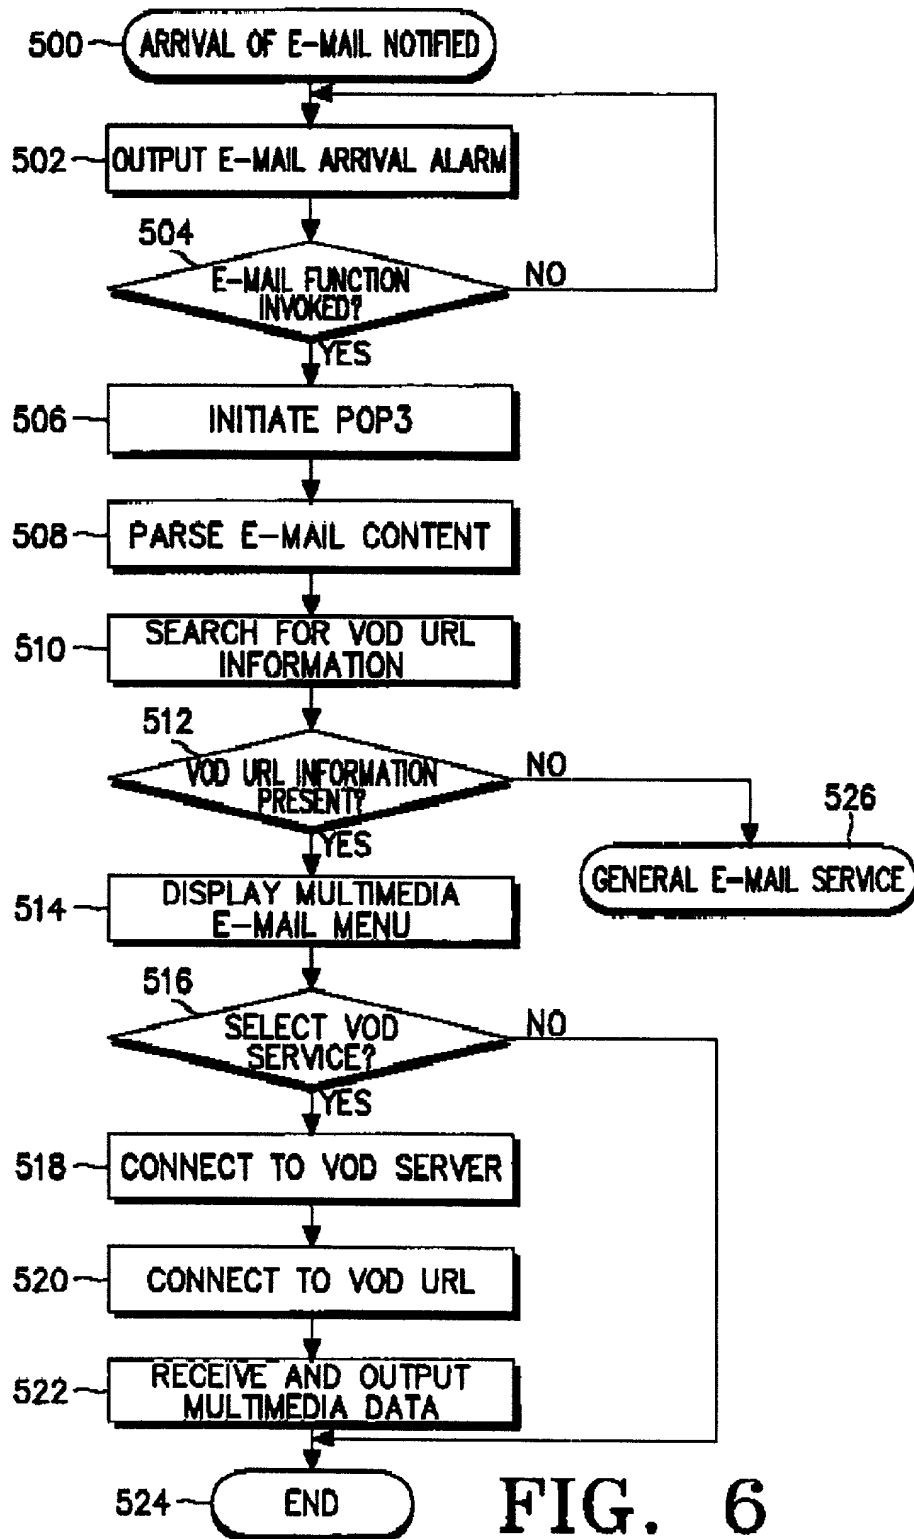 500
ARRIVAL OF E-MAIL NOTIFIED
502
OUTPUT E-MAIL ARRIVAL ALARM
504
E-MAIL FUNCTION
INVOKED?
NO
YES
506
INITIATE POP3
508
PARSE E-MAIL CONTENT
510
SEARCH FOR VOD URL
INFORMATION
512
VOD URL INFORMATION
PRESENT?
NO
YES
526
GENERAL E-MAIL SERVICE
514
DISPLAY MULTIMEDIA
E-MAIL MENU
516
SELECT VOD
SERVICE?
NO
YES
518
CONNECT TO VOD SERVER
520
CONNECT TO VOD URL
522
RECEIVE AND OUTPUT
MULTIMEDIA DATA
524
END
FIG. 6